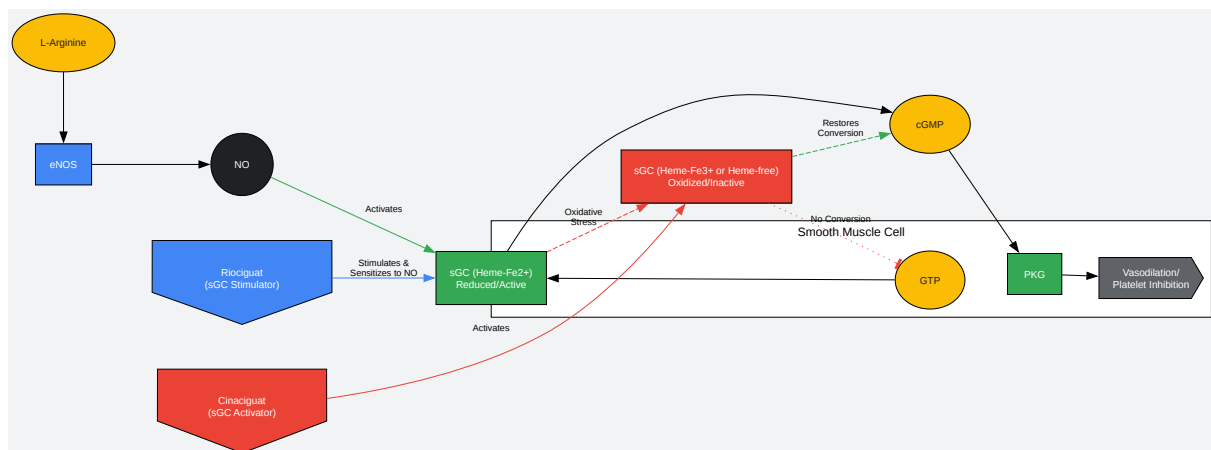 L-Arginine
eNOS
NO
Activates
Riociguat
(sGC Stimulator)
Stimulates &
Sensitizes to NO
sGC (Heme-Fe2+)
Reduced/Active
Oxidative
Stress
sGC (Heme-Fe3+ or Heme-free)
Oxidized/Inactive
Restores
Conversion
cGMP
No Conversion
Smooth Muscle Cell
GTP
PKG
Vasodilation/
Platelet Inhibition
Activates
Cinaciguat
(sGC Activator)